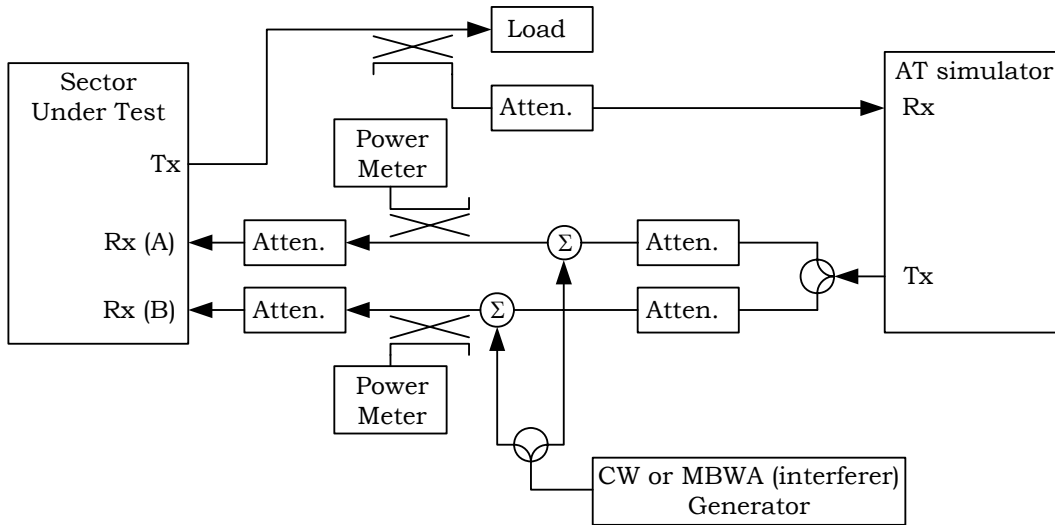 Load
Sector
Under Test
AT simulator
Atten.
Rx
Power
Meter
Tx
Rx (A)
Atten.
Σ
Atten.
Tx
Rx (B)
Atten.
Σ
Atten.
Power
Meter
CW or MBWA (interferer)
Generator